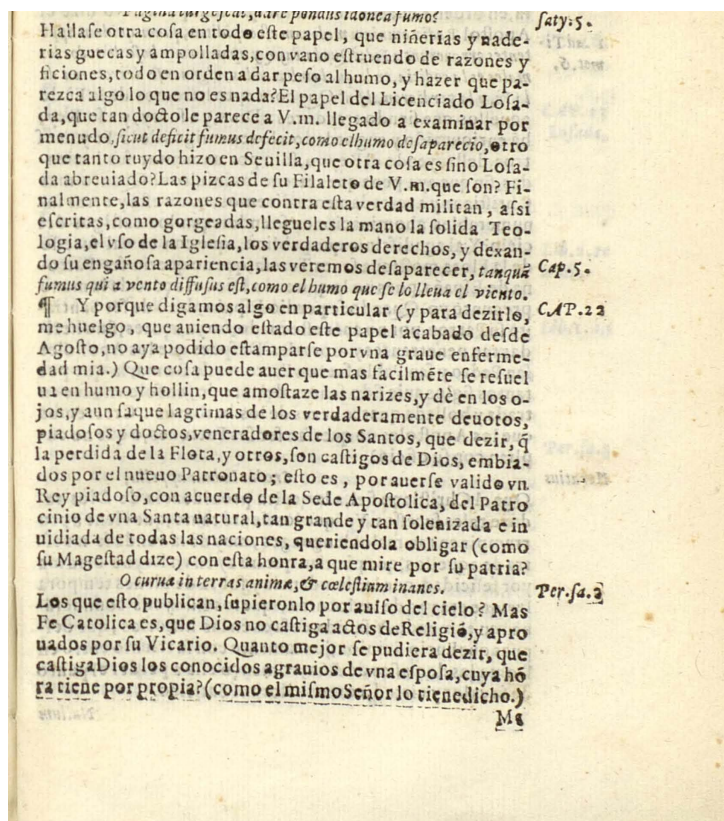 Pagina turgescat, dare pondus idonea fumo?
saty.5.
Hallaſe otra coſa en todo eſte papel, que niñerias y nade-
rias guecas y ampolladas, con vano eſtruendo de razones y
ficiones, todo en orden a dar peſo al humo, y hazer que pa-
rezca algo lo que no es nada? El papel del Licenciado Loſa-
da, que tan docto le parece a V.m. llegado a examinar por
menudo, ſicut deficit fumus defecit, como el humo deſaparecio, otro
que tanto ruydo hizo en Seuilla, que otra coſa es ſino Loſa-
da abreuiado? Las pizcas de ſu Filaleto de V.m. que ſon? Fi-
nalmente, las razones que contra eſta verdad militan, aſsi
eſcritas, como gorgeadas, llegueles la mano la ſolida Teo-
logia, el vſo de la Igleſia, los verdaderos derechos, y dexan-
do ſu engañoſa apariencia, las veremos deſaparecer, tanquã
Cap.5.
fumus qui a vento diffuſus eſt, como el humo que ſe lo lleua el viento.
¶ Y porque digamos algo en particular (y para dezirlo,
CAP.22
me huelgo, que auiendo eſtado eſte papel acabado deſde
Agoſto, no aya podido eſtamparſe por vna graue enferme-
dad mia.) Que coſa puede auer que mas facilmẽte ſe reſuel
ua en humo y hollin, que amoſtaze las narizes, y dè en los o-
jos, y aun ſaque lagrimas de los verdaderamente deuotos,
piadoſos y doctos, veneradores de los Santos, que dezir, q̃
la perdida de la Flota, y otros, ſon caſtigos de Dios, embia-
dos por el nueuo Patronato; eſto es, por auerſe valido vn
Rey piadoſo, con acuerdo de la Sede Apoſtolica, del Patro
cinio de vna Santa natural, tan grande y tan ſolenizada e in
uidiada de todas las naciones, queriendola obligar (como
ſu Mageſtad dize) con eſta honra, a que mire por ſu patria?
O curuæ in terras animæ, & cœleſtium inanes.
Per.ſa.2
Los que eſto publican, ſupieronlo por auiſo del cielo? Mas
Fe Catolica es, que Dios no caſtiga actos de Religiõ, y apro
uados por ſu Vicario. Quanto mejor ſe pudiera dezir, que
caſtiga Dios los conocidos agrauios de vna eſpoſa, cuya hõ
ra tiene por propia? (como el miſmo Señor lo tiene dicho.)